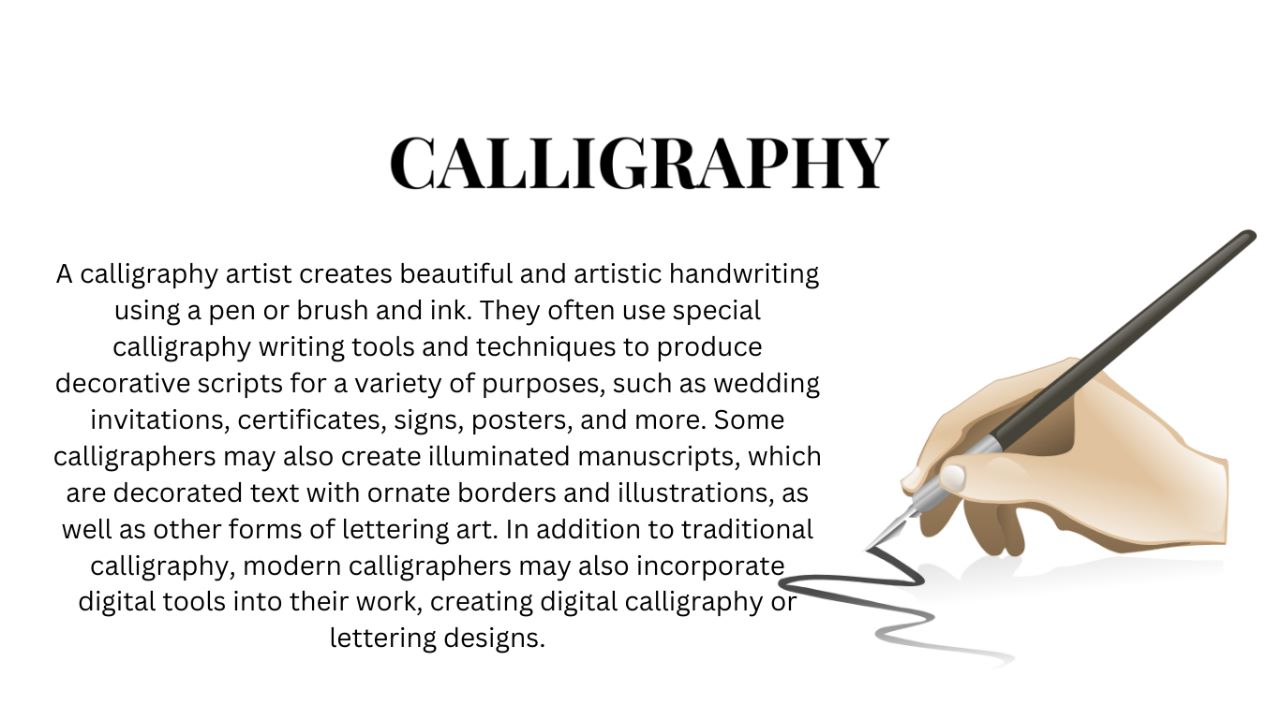 CALLIGRAPHY
A calligraphy artist creates beautiful and artistic handwriting
using a pen or brush and ink. They often use special
calligraphy writing tools and techniques to produce
decorative scripts for a variety of purposes, such as wedding
invitations, certificates, signs, posters, and more. Some
calligraphers may also create illuminated manuscripts, which
are decorated text with ornate borders and illustrations, as
well as other forms of lettering art. In addition to traditional
calligraphy, modern calligraphers may also incorporate
digital tools into their work, creating digital calligraphy or
lettering designs.